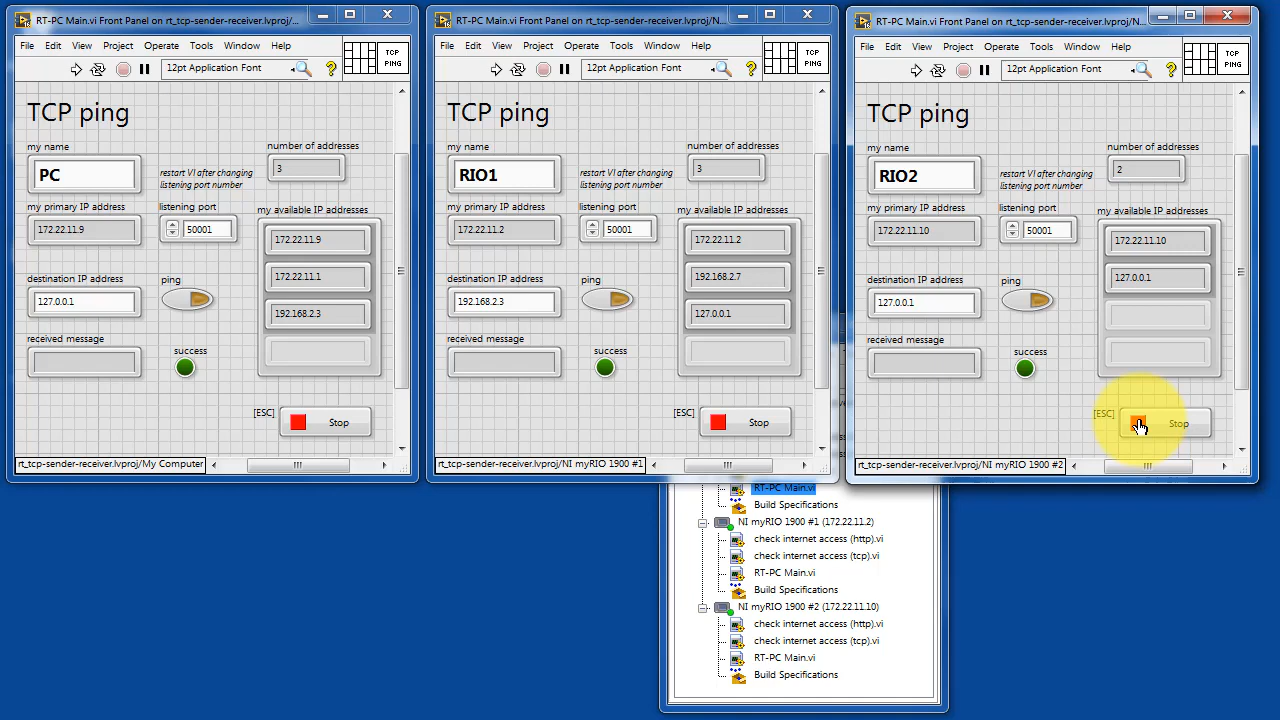 RT-PC Main.vi Front Panel on rt_tcp-sender-receiver.lvproj/...
File Edit View Project Operate Tools Window Help
12pt Application Font
TCP PING
TCP ping
my name
PC
restart VI after changing
listening port number
number of addresses
3
my primary IP address
172.22.11.9
listening port
50001
my available IP addresses
172.22.11.9
172.22.11.1
192.168.2.3
destination IP address
127.0.0.1
ping
received message
success
[ESC]
Stop
rt_tcp-sender-receiver.lvproj/My Computer
RT-PC Main.vi Front Panel on rt_tcp-sender-receiver.lvproj/N...
File Edit View Project Operate Tools Window Help
12pt Application Font
TCP PING
TCP ping
my name
RIO1
restart VI after changing
listening port number
number of addresses
3
my primary IP address
172.22.11.2
listening port
50001
my available IP addresses
172.22.11.2
192.168.2.7
127.0.0.1
destination IP address
192.168.2.3
ping
received message
success
[ESC]
Stop
rt_tcp-sender-receiver.lvproj/NI myRIO 1900 #1
RT-PC Main.vi Front Panel on rt_tcp-sender-receiver.lvproj/N...
File Edit View Project Operate Tools Window Help
12pt Application Font
TCP PING
TCP ping
my name
RIO2
restart VI after changing
listening port number
number of addresses
2
my primary IP address
172.22.11.10
listening port
50001
my available IP addresses
172.22.11.10
127.0.0.1
destination IP address
127.0.0.1
ping
received message
success
[ESC]
Stop
rt_tcp-sender-receiver.lvproj/NI myRIO 1900 #2
RT-PC Main.vi
Build Specifications
NI myRIO 1900 #1 (172.22.11.2)
check internet access (http).vi
check internet access (tcp).vi
RT-PC Main.vi
Build Specifications
NI myRIO 1900 #2 (172.22.11.10)
check internet access (http).vi
check internet access (tcp).vi
RT-PC Main.vi
Build Specifications